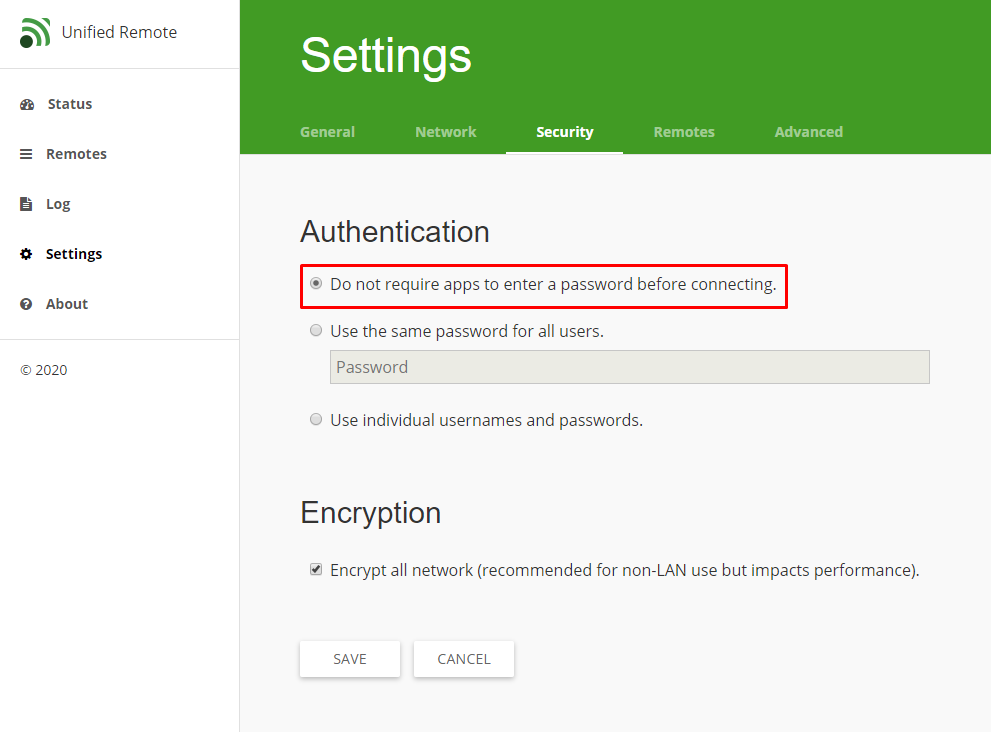 Unified Remote
Status
Remotes
Log
Settings
About
© 2020
Settings
General Network Security Remotes Advanced
Authentication
Do not require apps to enter a password before connecting.
Use the same password for all users.
Password
Use individual usernames and passwords.
Encryption
Encrypt all network (recommended for non-LAN use but impacts performance).
SAVE CANCEL